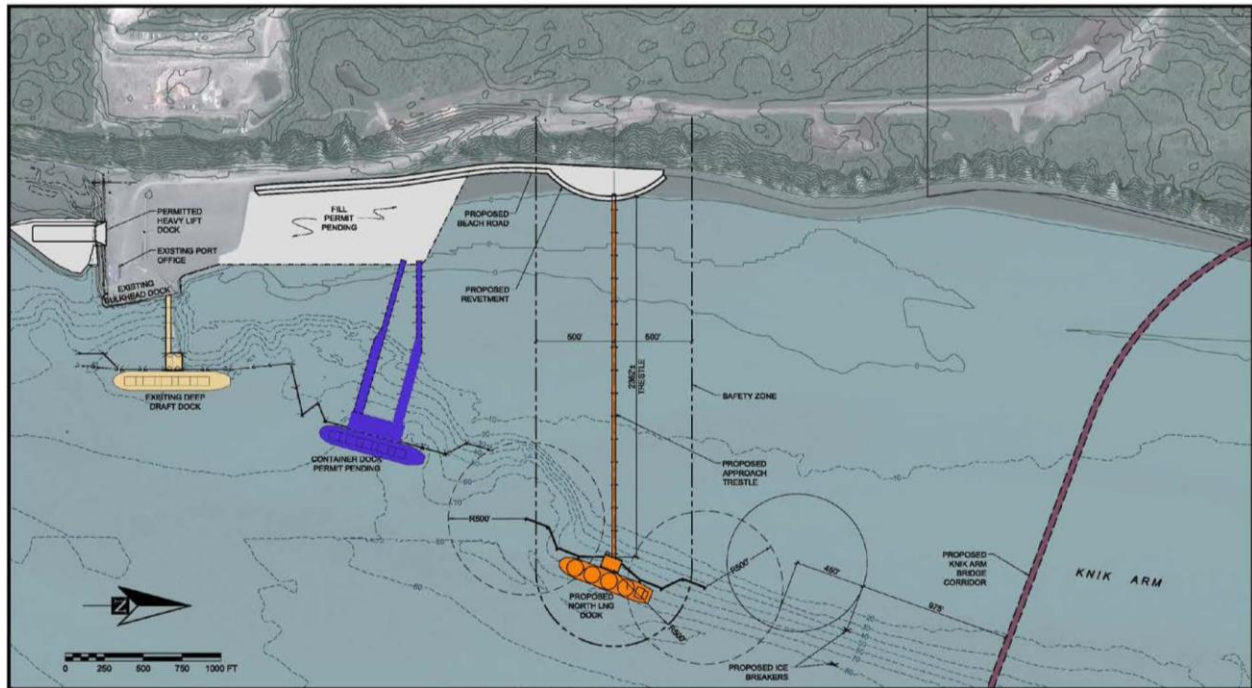 PERMITTED
HEAVY LIFT
DOCK
EXISTING PORT
OFFICE
EXISTING
BULKHEAD DOCK
FILL
PERMIT
PENDING
PROPOSED
BEACH ROAD
PROPOSED
REVETMENT
500'
500'
2362'±
TRESTLE
SAFETY ZONE
EXISTING DEEP
DRAFT DOCK
CONTAINER DOCK
PERMIT PENDING
PROPOSED
APPROACH
TRESTLE
R500'
R500'
R500'
PROPOSED
NORTH LNG
DOCK
450'
975'
PROPOSED
KNIK ARM
BRIDGE
CORRIDOR
KNIK ARM
PROPOSED ICE
BREAKERS
N
0 250 500 750 1000 FT